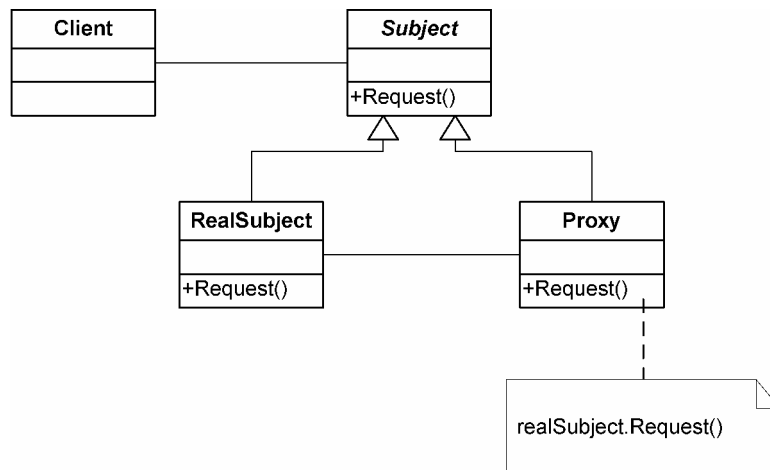 Client
Subject
+Request()
RealSubject
Proxy
+Request()
+Request()
realSubject.Request()